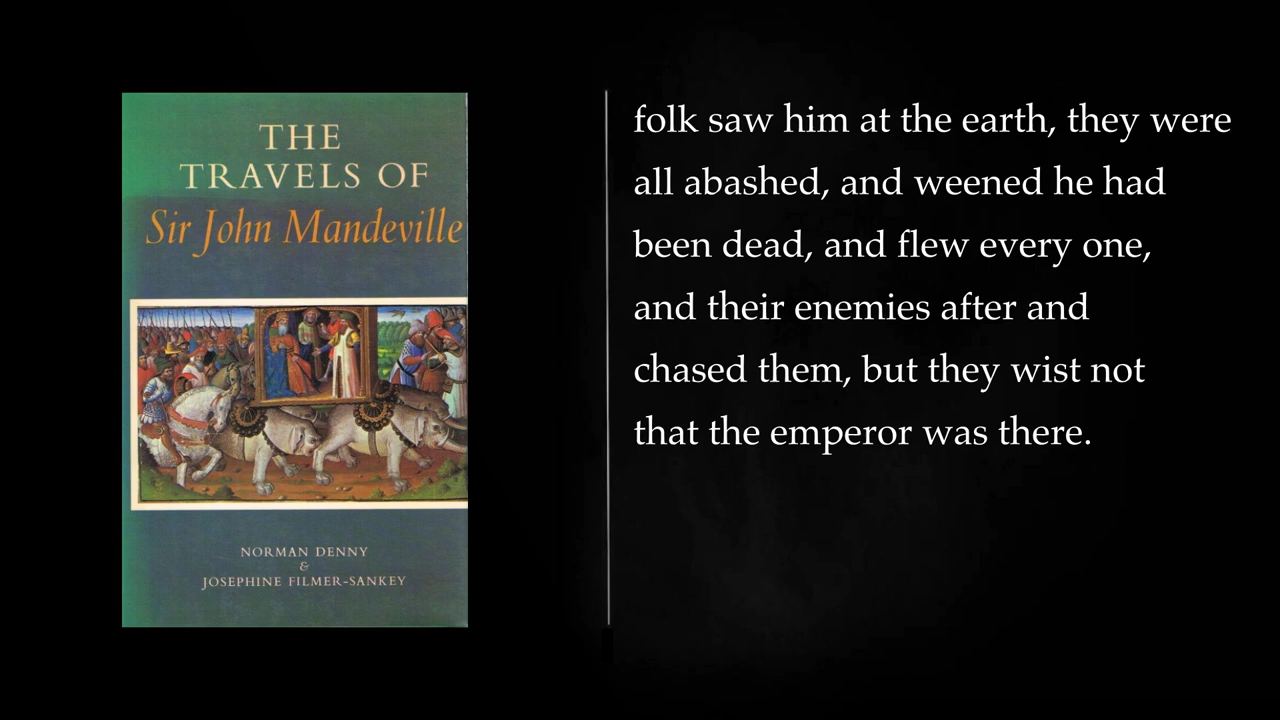 THE
TRAVELS OF
Sir John Mandeville
NORMAN DENNY
&
JOSEPHINE FILMER-SANKEY
folk saw him at the earth, they were
all abashed, and weened he had
been dead, and flew every one,
and their enemies after and
chased them, but they wist not
that the emperor was there.